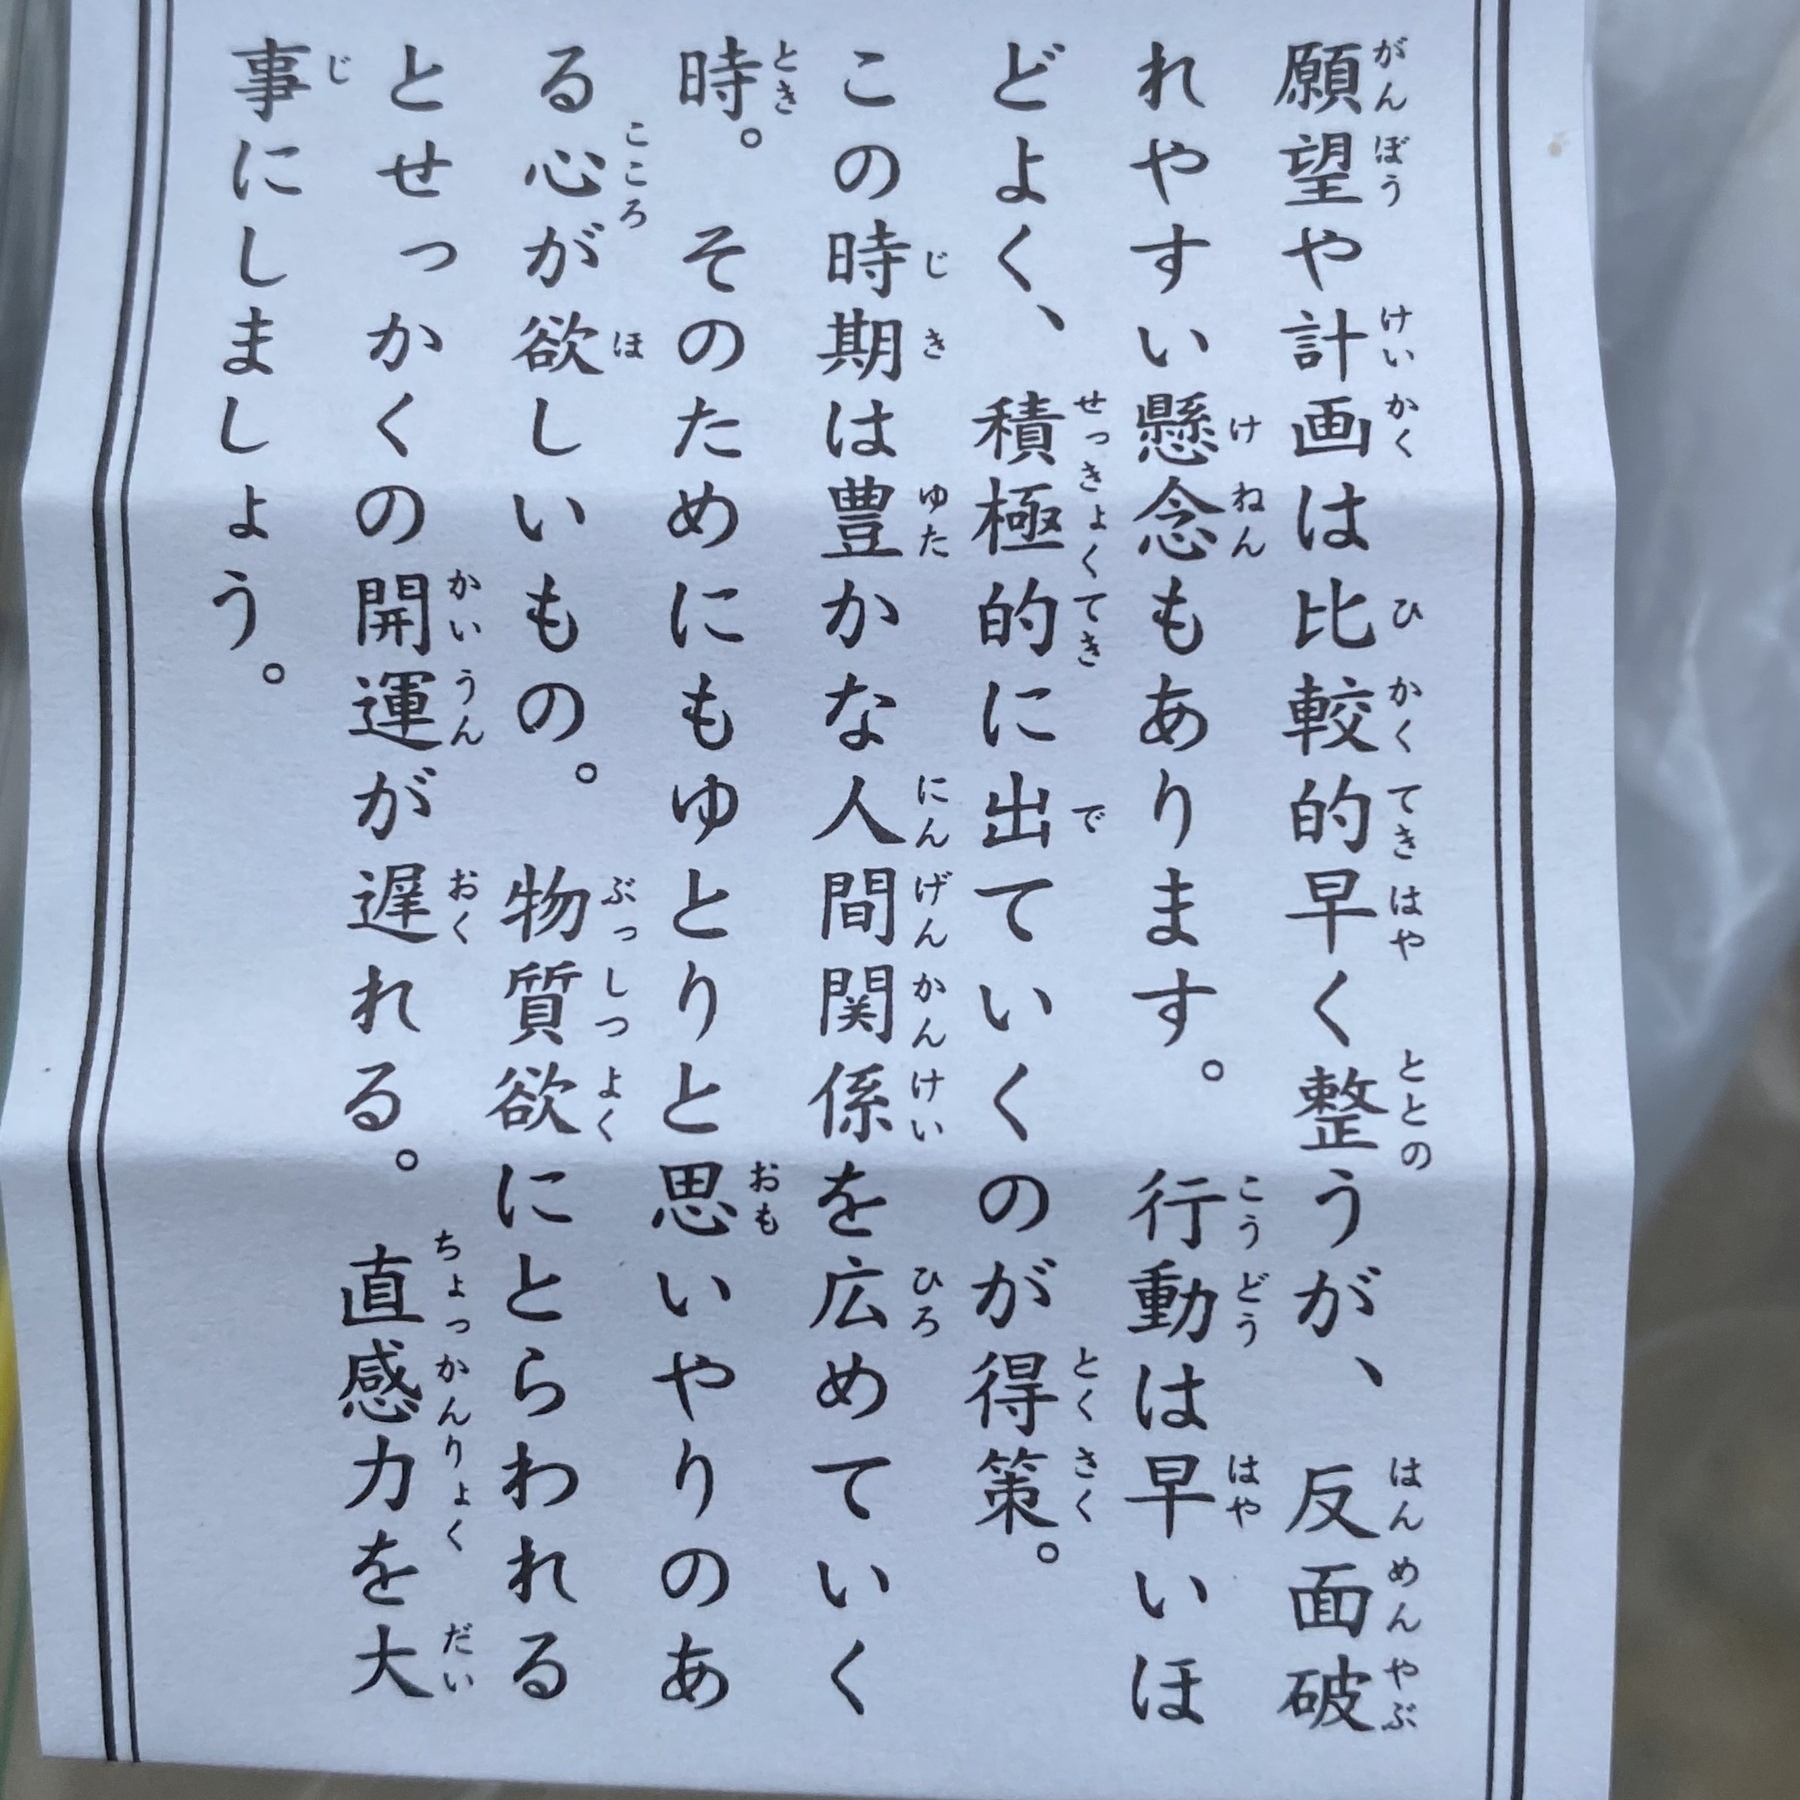 願望や計画は比較的早く整うが、反面破
れやすい懸念もあります。行動は早いほ
どよく、積極的に出ていくのが得策。
この時期は豊かな人間関係を広めていく
時。そのためにもゆとりと思いやりのあ
る心が欲しいもの。物質欲にとらわれる
とせっかくの開運が遅れる。直感力を大
事にしましょう。